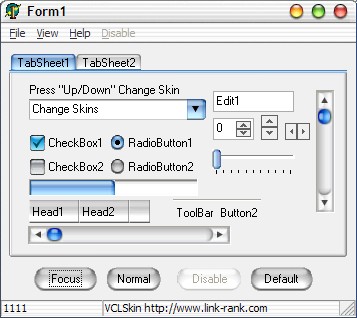 Form1
File View Help Disable
TabSheet1 TabSheet2
Press "Up/Down" Change Skin
Change Skins
Edit1
0
CheckBox1 RadioButton1
CheckBox2 RadioButton2
Head1 Head2
ToolBar Button2
Focus Normal Disable Default
1111 VCLSkin http://www.link-rank.com